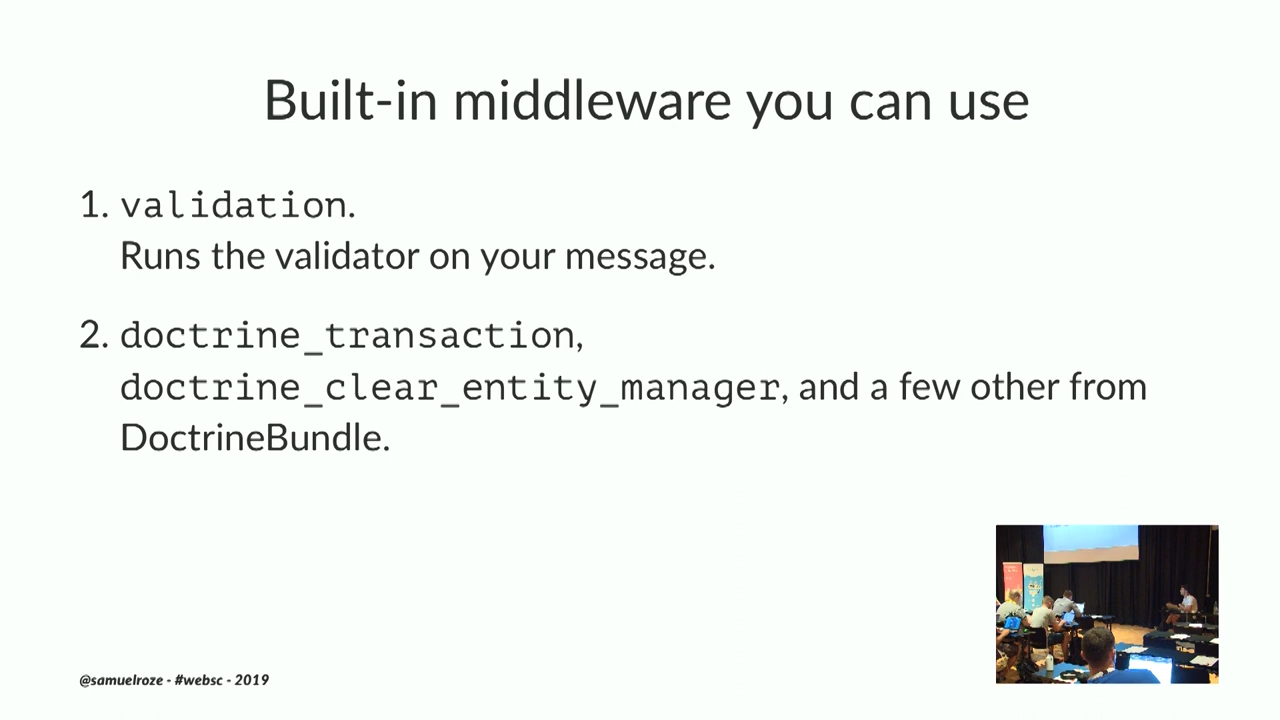 Built-in middleware you can use
1. validation.
Runs the validator on your message.
2. doctrine_transaction,
doctrine_clear_entity_manager, and a few other from
DoctrineBundle.
@samuelroze - #websc - 2019